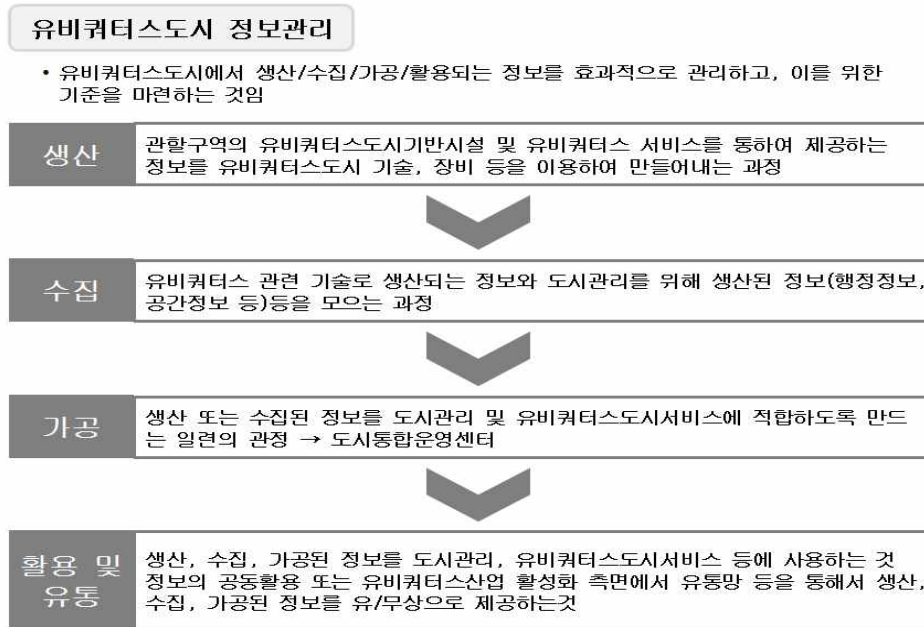 유비쿼터스도시 정보관리
• 유비쿼터스도시에서 생산/수집/가공/활용되는 정보를 효과적으로 관리하고, 이를 위한
기준을 마련하는 것임
생산
관할구역의 유비쿼터스도시기반시설 및 유비쿼터스 서비스를 통하여 제공하는
정보를 유비쿼터스도시 기술, 장비 등을 이용하여 만들어내는 과정
수집
유비쿼터스 관련 기술로 생산되는 정보와 도시관리를 위해 생산된 정보(행정정보,
공간정보 등)등을 모으는 과정
가공
생산 또는 수집된 정보를 도시관리 및 유비쿼터스도시서비스에 적합하도록 만드
는 일련의 관정 → 도시통합운영센터
활용 및
유통
생산, 수집, 가공된 정보를 도시관리, 유비쿼터스도시서비스 등에 사용하는 것
정보의 공동활용 또는 유비쿼터스산업 활성화 측면에서 유통망 등을 통해서 생산,
수집, 가공된 정보를 유/무상으로 제공하는것